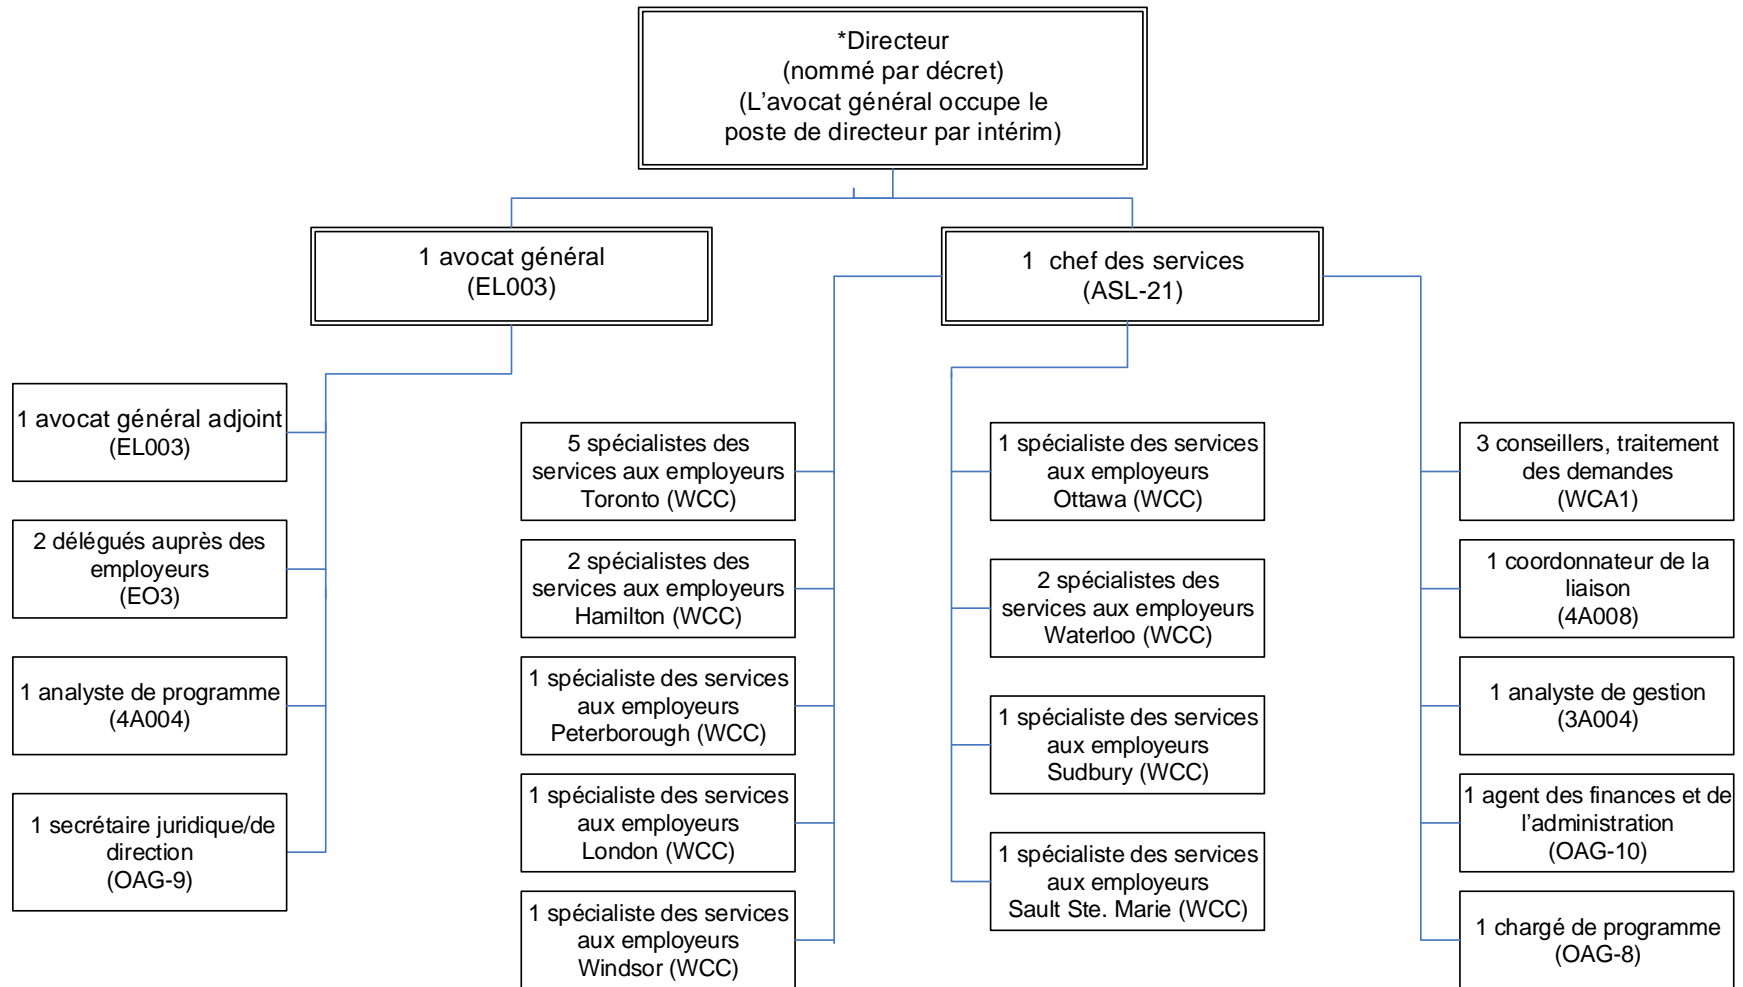 *Directeur
(nommé par décret)
(L’avocat général occupe le
poste de directeur par intérim)
1 avocat général
(EL003)
1 chef des services
(ASL-21)
1 avocat général adjoint
(EL003)
2 délégués auprès des
employeurs
(EO3)
1 analyste de programme
(4A004)
1 secrétaire juridique/de
direction
(OAG-9)
5 spécialistes des
services aux employeurs
Toronto (WCC)
2 spécialistes des
services aux employeurs
Hamilton (WCC)
1 spécialiste des services
aux employeurs
Peterborough (WCC)
1 spécialiste des services
aux employeurs
London (WCC)
1 spécialiste des services
aux employeurs
Windsor (WCC)
1 spécialiste des services
aux employeurs
Ottawa (WCC)
2 spécialistes des
services aux employeurs
Waterloo (WCC)
1 spécialiste des services
aux employeurs
Sudbury (WCC)
1 spécialiste des services
aux employeurs
Sault Ste. Marie (WCC)
3 conseillers, traitement
des demandes
(WCA1)
1 coordonnateur de la
liaison
(4A008)
1 analyste de gestion
(3A004)
1 agent des finances et de
l’administration
(OAG-10)
1 chargé de programme
(OAG-8)